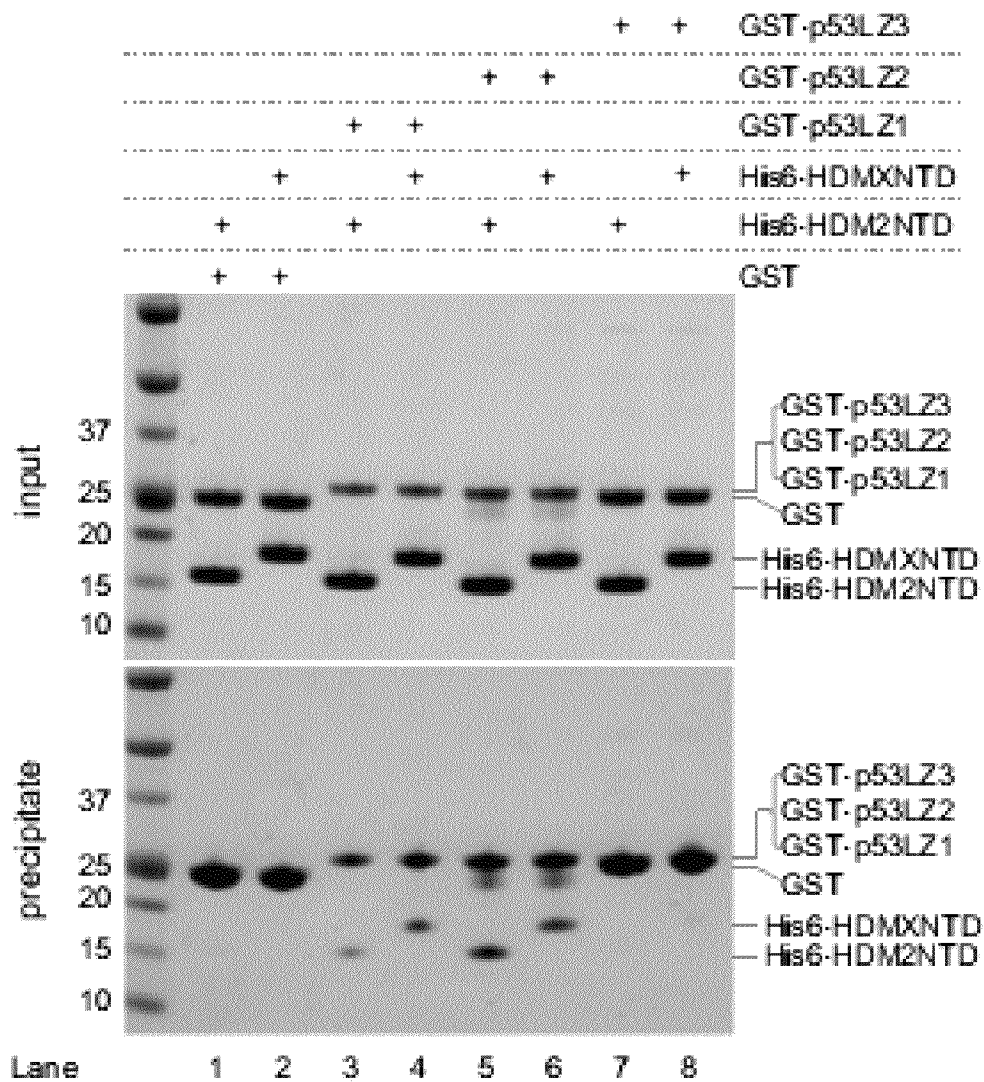 + + GST-p53LZ3
+ + GST-p53LZ2
+ + GST-p53LZ1
+ + + + His6-HDMXNTD
+ + + + His6-HDM2NTD
+ + GST
input
37
25
20
15
10
GST-p53LZ3
GST-p53LZ2
GST-p53LZ1
GST
His6-HDMXNTD
His6-HDM2NTD
precipitate
37
25
20
15
10
GST-p53LZ3
GST-p53LZ2
GST-p53LZ1
GST
His6-HDMXNTD
His6-HDM2NTD
Lane 1 2 3 4 5 6 7 8